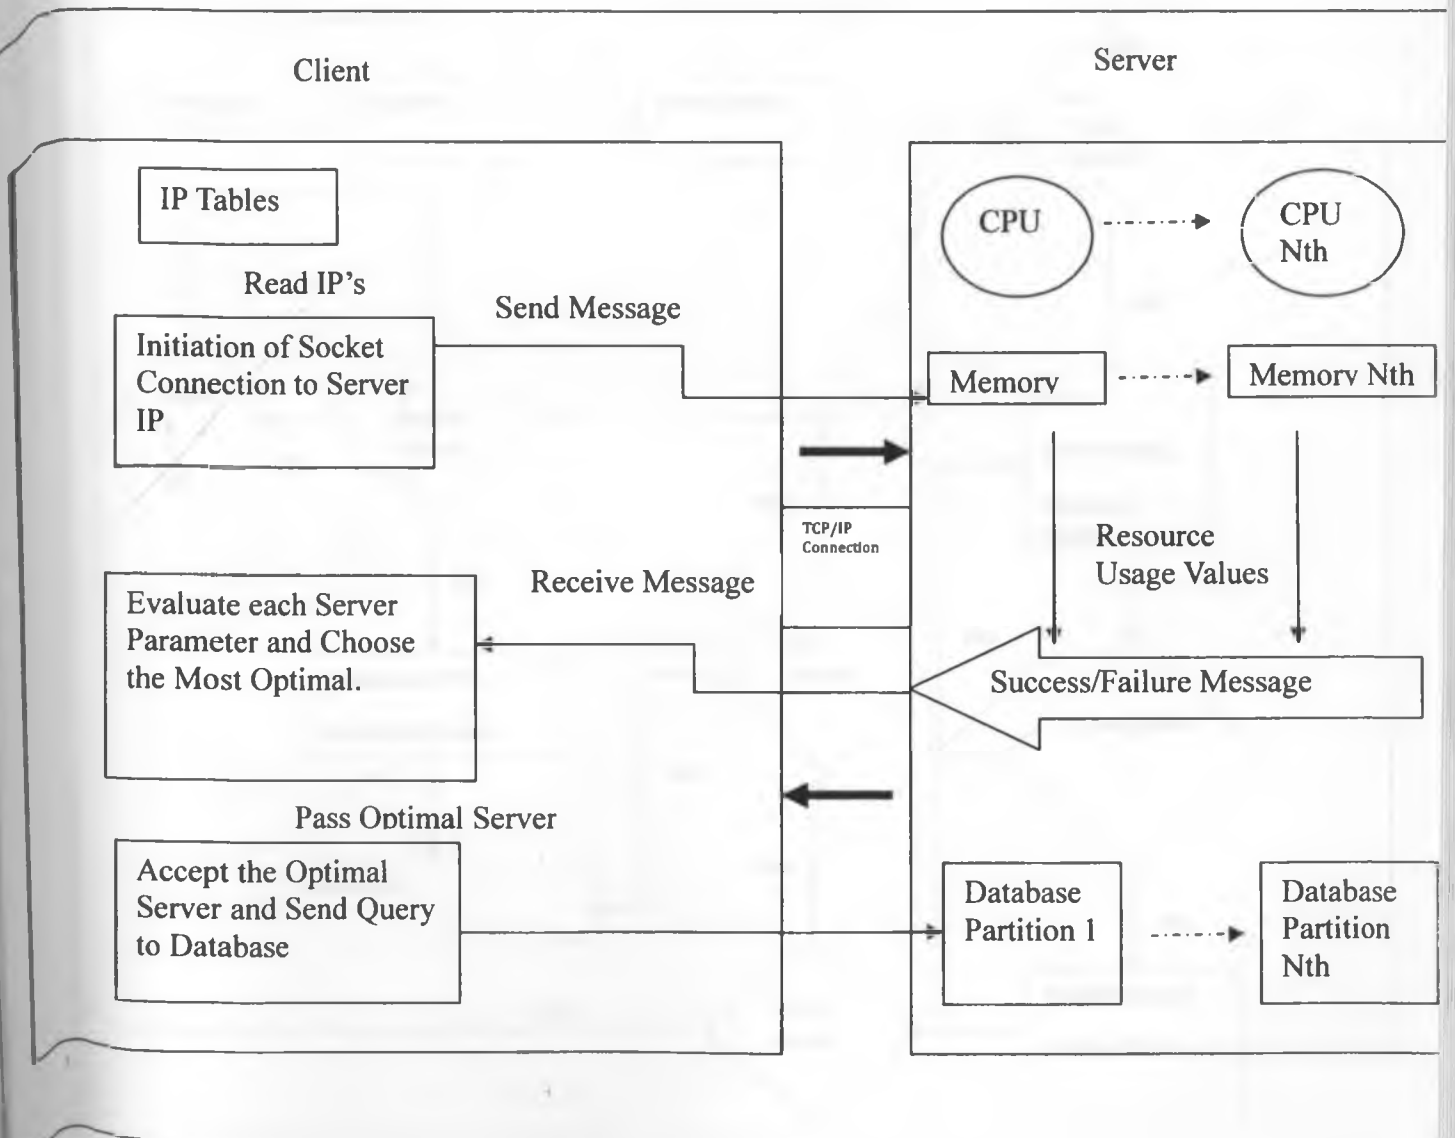 Client
Server
IP Tables
Read IP's
Initiation of Socket
Connection to Server
IP
Send Message
CPU
CPU
Nth
Memory
Memory Nth
TCP/IP
Connection
Resource
Usage Values
Receive Message
Evaluate each Server
Parameter and Choose
the Most Optimal.
Success/Failure Message
Pass Optimal Server
Accept the Optimal
Server and Send Query
to Database
Database
Partition 1
Database
Partition
Nth